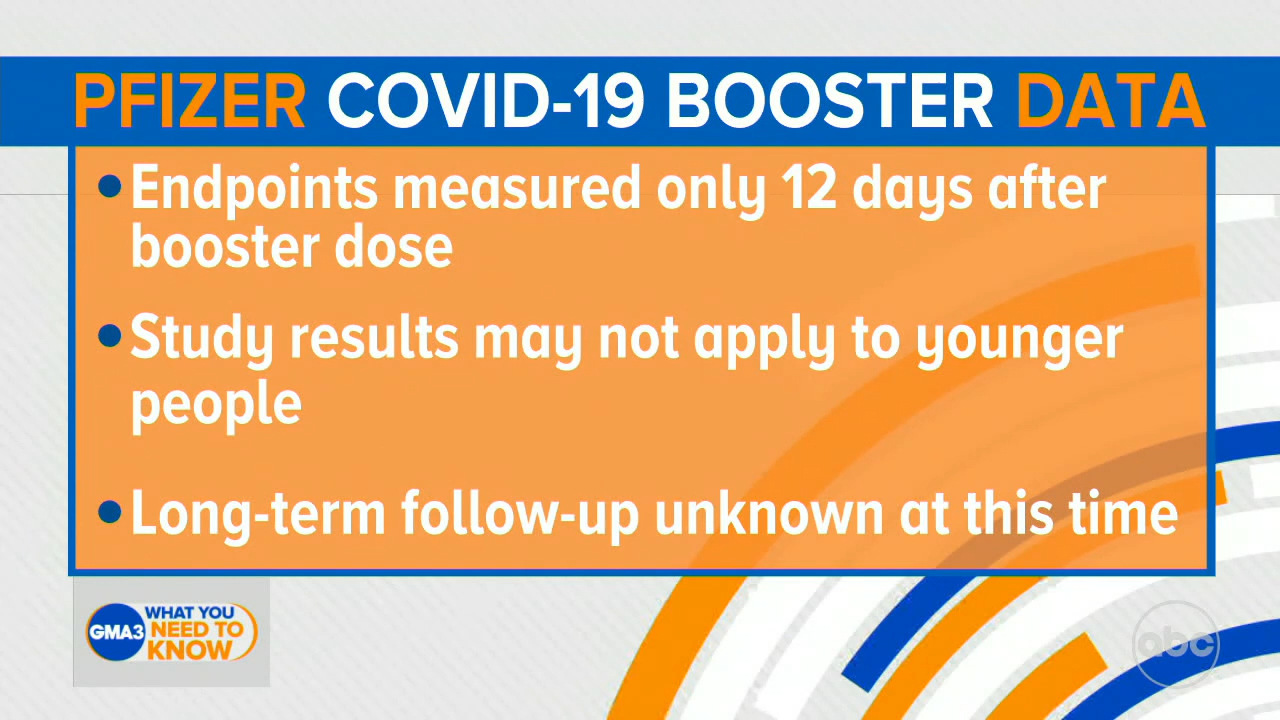 PFIZER COVID-19 BOOSTER DATA
• Endpoints measured only 12 days after
booster dose
• Study results may not apply to younger
people
• Long-term follow-up unknown at this time
GMA3
WHAT YOU
NEED TO
KNOW
abc